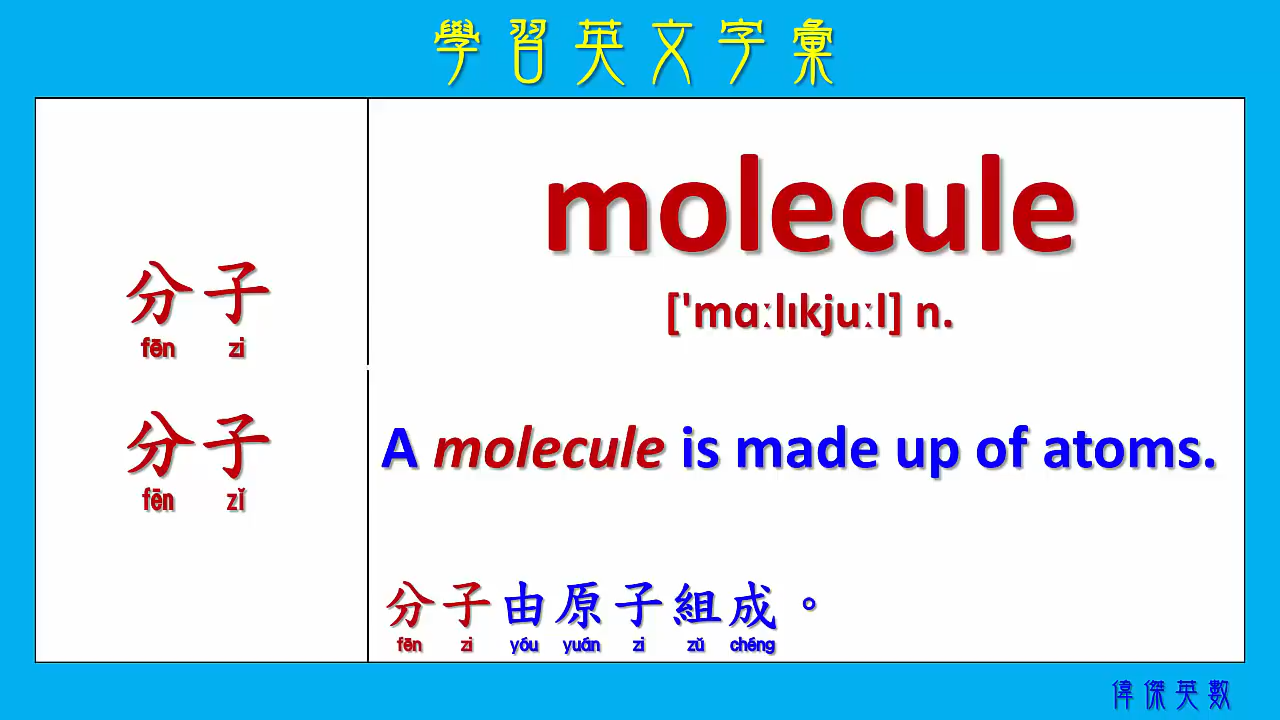 學習英文字彙
分子
fēn zi
分子
fēn zǐ
molecule
['mɑːlɪkjuːl] n.
A molecule is made up of atoms.
分子由原子組成。
fēn zi yóu yuán zi zǔ chéng
偉傑英數